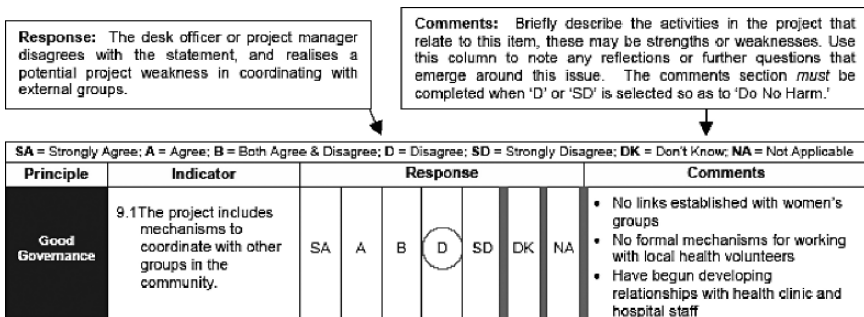 Response: The desk officer or project manager
disagrees with the statement, and realises a
potential project weakness in coordinating with
external groups.
Comments: Briefly describe the activities in the project that
relate to this item, these may be strengths or weaknesses. Use
this column to note any reflections or further questions that
emerge around this issue. The comments section must be
completed when 'D' or 'SD' is selected so as to 'Do No Harm.'
SA = Strongly Agree; A = Agree; B = Both Agree & Disagree; D = Disagree; SD = Strongly Disagree; DK = Don't Know; NA = Not Applicable
Principle Indicator Response Comments
Good
Governance
9.1The project includes
mechanisms to
coordinate with other
groups in the
community.
SA A B D SD DK NA
• No links established with women's
groups
• No formal mechanisms for working
with local health volunteers
• Have begun developing
relationships with health clinic and
hospital staff